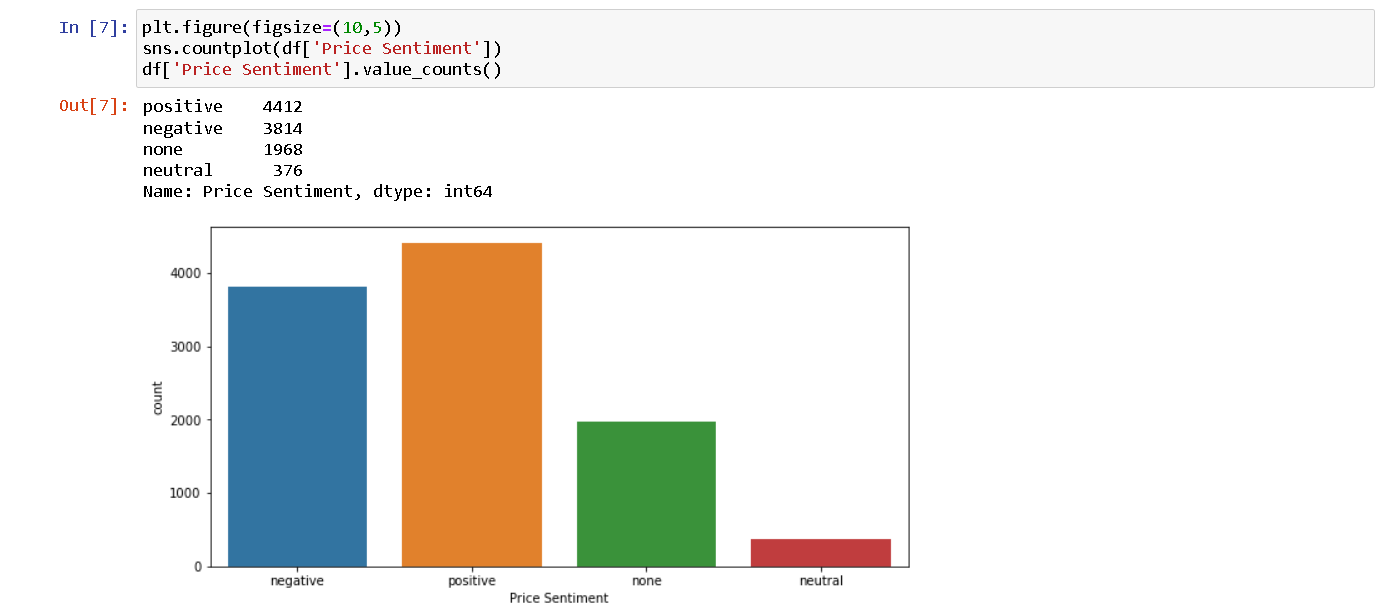 In [7]: plt.figure(figsize=(10,5))
sns.countplot(df['Price Sentiment'])
df['Price Sentiment'].value_counts()
Out[7]: positive    4412
negative    3814
none        1968
neutral      376
Name: Price Sentiment, dtype: int64
4000
3000
2000
1000
0
count
negative positive none neutral
Price Sentiment